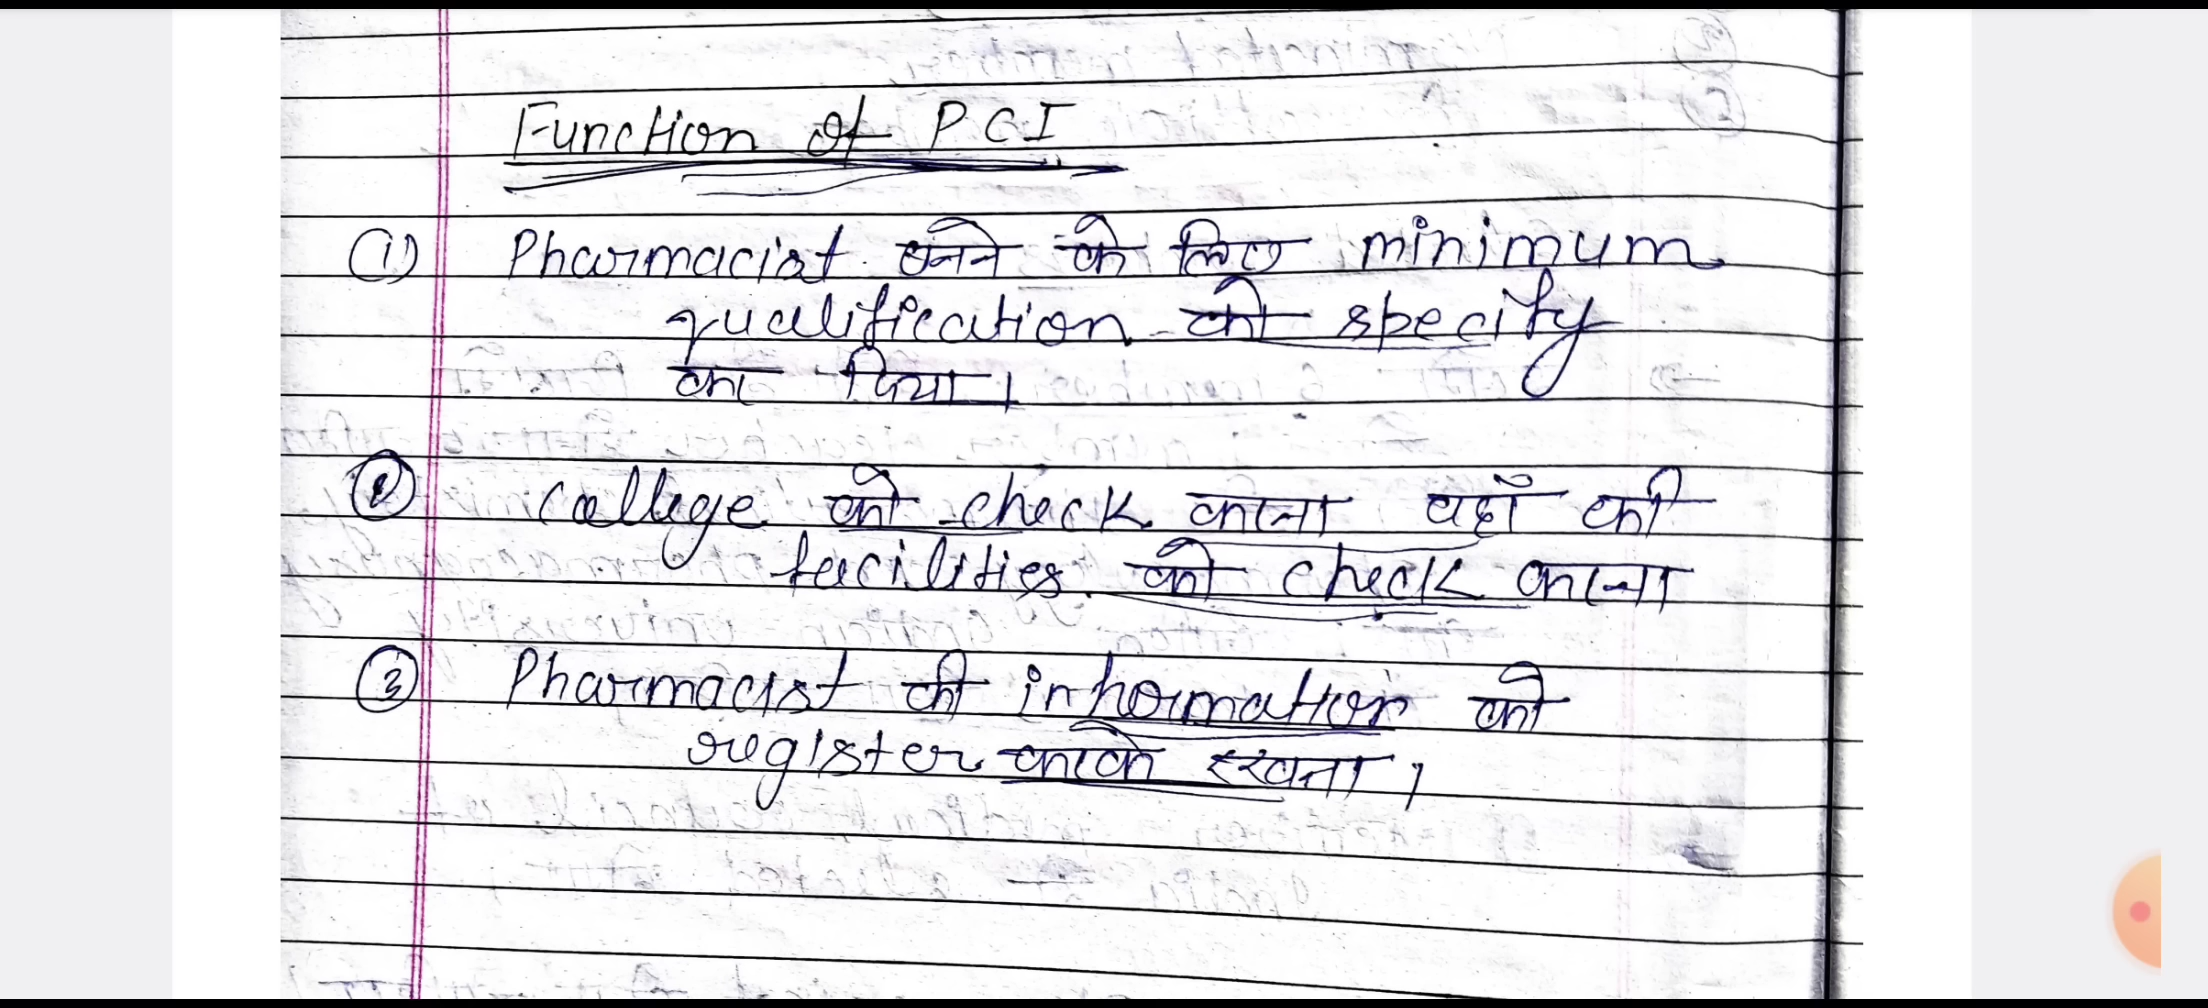 Function of PCI
(1) Pharmacist बनने के लिए minimum
qualification को specify
कर दिया।
(2) College को check करना वहाँ की
facilities को check करना
(3) Pharmacist की information को
register करके रखना।